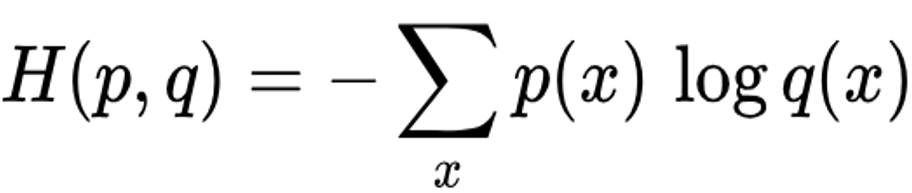 H(p, q) = − ∑ p(x) log q(x)
x